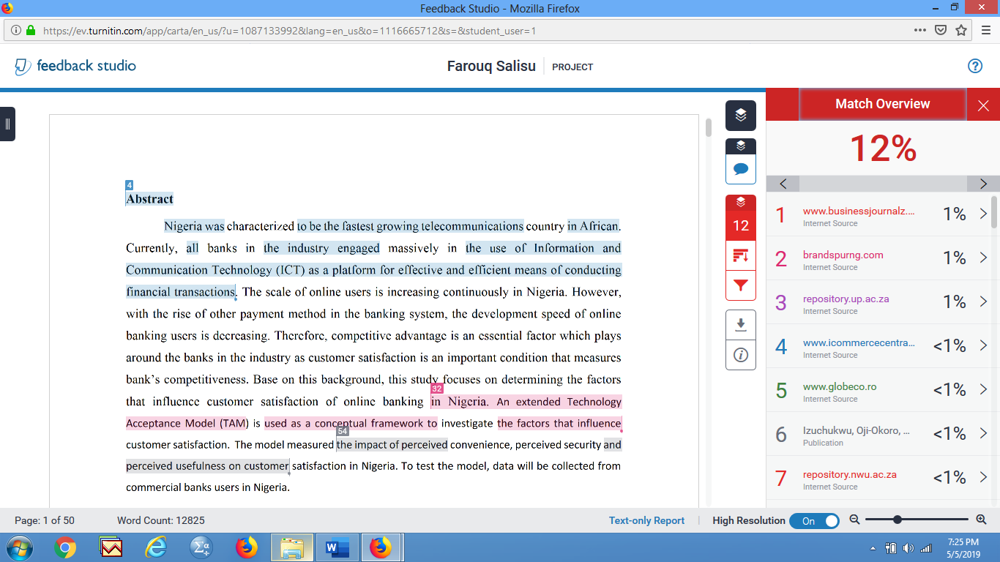 Feedback Studio - Mozilla Firefox
https://ev.turnitin.com/app/carta/en_us/?u=1087133992&lang=en_us&o=1116665712&s=&student_user=1
feedback studio
Farouq Salisu
PROJECT
?
Match Overview
12%
4
Abstract
Nigeria was characterized to be the fastest growing telecommunications country in African.
Currently, all banks in the industry engaged massively in the use of Information and
Communication Technology (ICT) as a platform for effective and efficient means of conducting
financial transactions. The scale of online users is increasing continuously in Nigeria. However,
with the rise of other payment method in the banking system, the development speed of online
banking users is decreasing. Therefore, competitive advantage is an essential factor which plays
around the banks in the industry as customer satisfaction is an important condition that measures
bank's competitiveness. Base on this background, this study focuses on determining the factors
32
that influence customer satisfaction of online banking in Nigeria. An extended Technology
Acceptance Model (TAM) is used as a conceptual framework to investigate the factors that influence
54
customer satisfaction. The model measured the impact of perceived convenience, perceived security and
perceived usefulness on customer satisfaction in Nigeria. To test the model, data will be collected from
commercial banks users in Nigeria.
12
1 www.businessjournalz.... 1%
Internet Source
2 brandspurng.com 1%
Internet Source
3 repository.up.ac.za 1%
Internet Source
4 www.icommercecentra... <1%
Internet Source
5 www.globeco.ro <1%
Internet Source
6 Izuchukwu, Oji-Okoro, ... <1%
Publication
7 repository.nwu.ac.za <1%
Internet Source
Page: 1 of 50
Word Count: 12825
Text-only Report
High Resolution
On
7:25 PM
5/5/2019